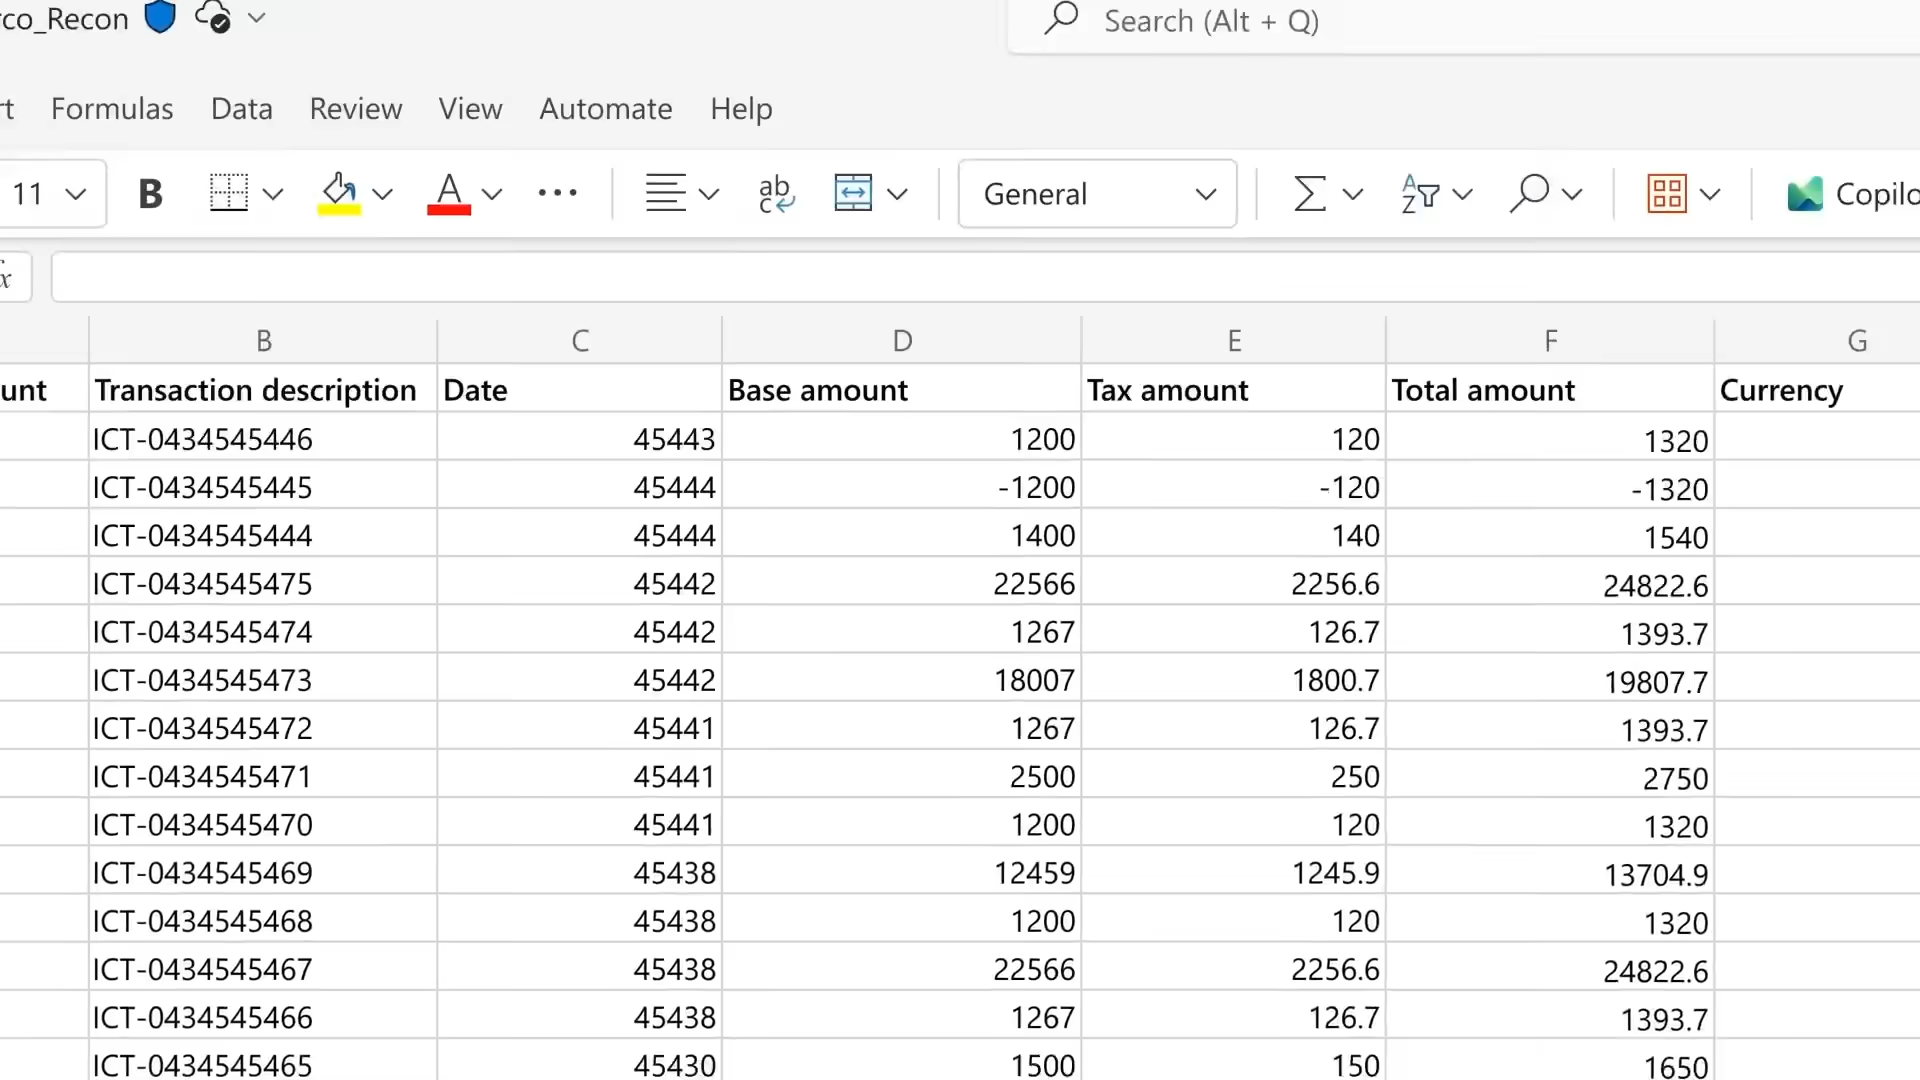 rco_Recon Search (Alt + Q)
rt Formulas Data Review View Automate Help
11 B A ab c General A Z Copilo
fx
B C D E F G
unt Transaction description Date Base amount Tax amount Total amount Currency
ICT-0434545446 45443 1200 120 1320
ICT-0434545445 45444 -1200 -120 -1320
ICT-0434545444 45444 1400 140 1540
ICT-0434545475 45442 22566 2256.6 24822.6
ICT-0434545474 45442 1267 126.7 1393.7
ICT-0434545473 45442 18007 1800.7 19807.7
ICT-0434545472 45441 1267 126.7 1393.7
ICT-0434545471 45441 2500 250 2750
ICT-0434545470 45441 1200 120 1320
ICT-0434545469 45438 12459 1245.9 13704.9
ICT-0434545468 45438 1200 120 1320
ICT-0434545467 45438 22566 2256.6 24822.6
ICT-0434545466 45438 1267 126.7 1393.7
ICT-0434545465 45430 1500 150 1650